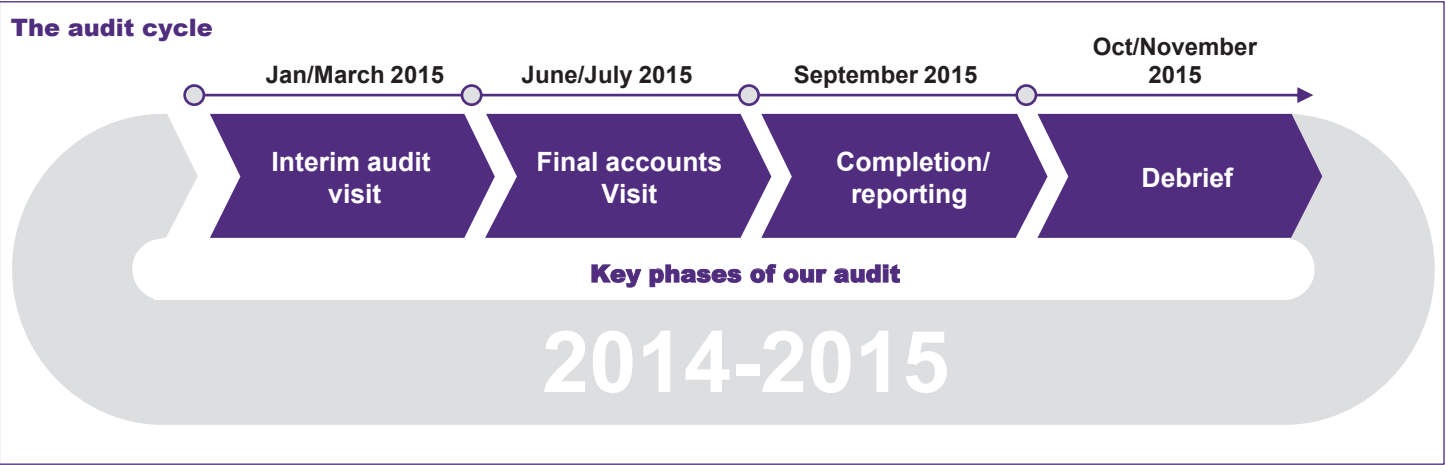 The audit cycle
Jan/March 2015
June/July 2015
September 2015
Oct/November
2015
Interim audit
visit
Final accounts
Visit
Completion/
reporting
Debrief
Key phases of our audit
2014-2015